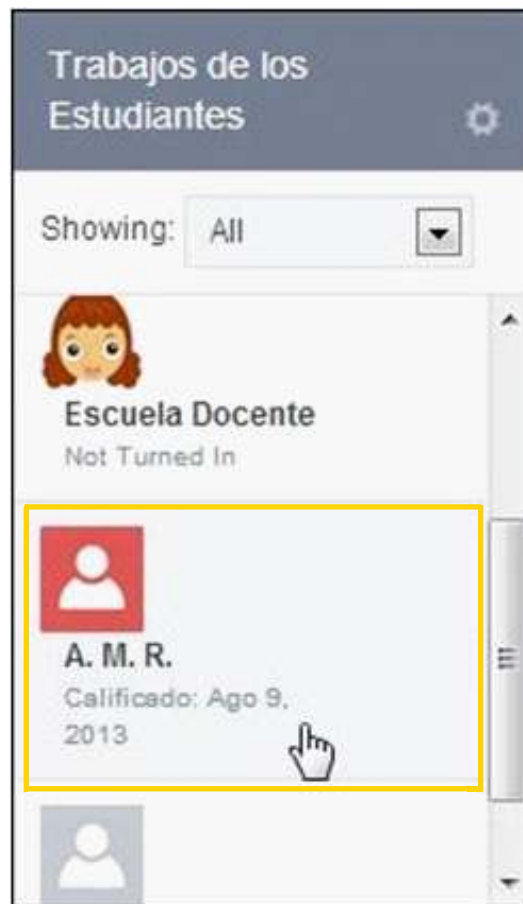 Trabajos de los
Estudiantes
Showing: All
Escuela Docente
Not Turned In
A. M. R.
Calificado: Ago 9,
2013